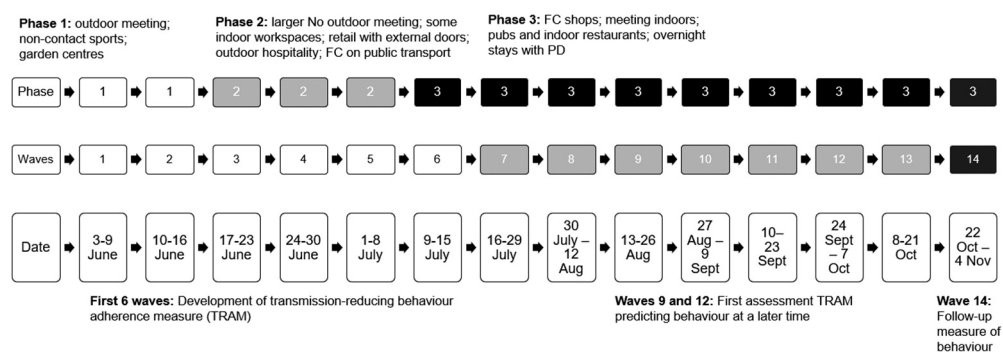 Phase 1: outdoor meeting;
non-contact sports;
garden centres
Phase 2: larger No outdoor meeting; some
indoor workspaces; retail with external doors;
outdoor hospitality; FC on public transport
Phase 3: FC shops; meeting indoors;
pubs and indoor restaurants; overnight
stays with PD
Phase 1 1 2 2 2 3 3 3 3 3 3 3 3 3
Waves 1 2 3 4 5 6 7 8 9 10 11 12 13 14
Date
3-9
June
10-16
June
17-23
June
24-30
June
1-8
July
9-15
July
16-29
July
30
July –
12
Aug
13-26
Aug
27
Aug –
9
Sept
10–
23
Sept
24
Sept
– 7
Oct
8-21
Oct
22
Oct –
4 Nov
First 6 waves: Development of transmission-reducing behaviour
adherence measure (TRAM)
Waves 9 and 12: First assessment TRAM
predicting behaviour at a later time
Wave 14:
Follow-up
measure of
behaviour